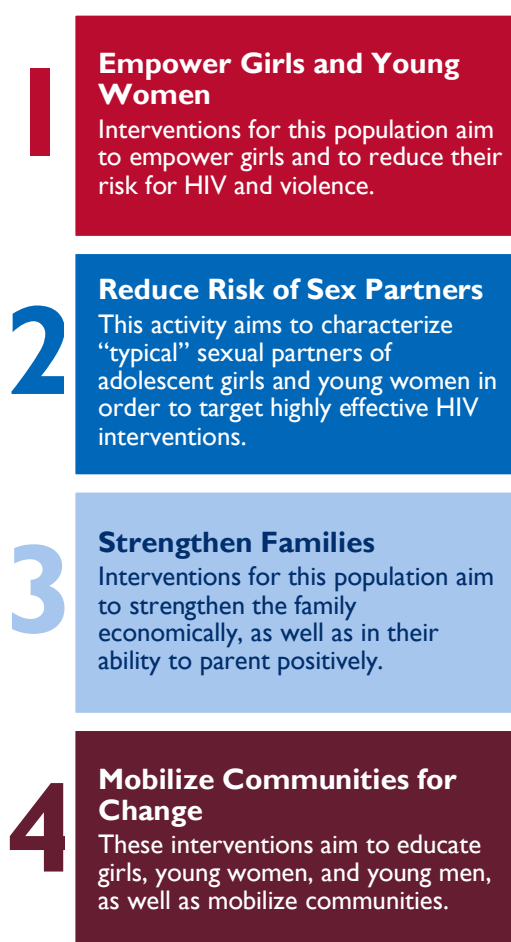 1
Empower Girls and Young
Women
Interventions for this population aim
to empower girls and to reduce their
risk for HIV and violence.
2
Reduce Risk of Sex Partners
This activity aims to characterize
“typical” sexual partners of
adolescent girls and young women in
order to target highly effective HIV
interventions.
3
Strengthen Families
Interventions for this population aim
to strengthen the family
economically, as well as in their
ability to parent positively.
4
Mobilize Communities for
Change
These interventions aim to educate
girls, young women, and young men,
as well as mobilize communities.